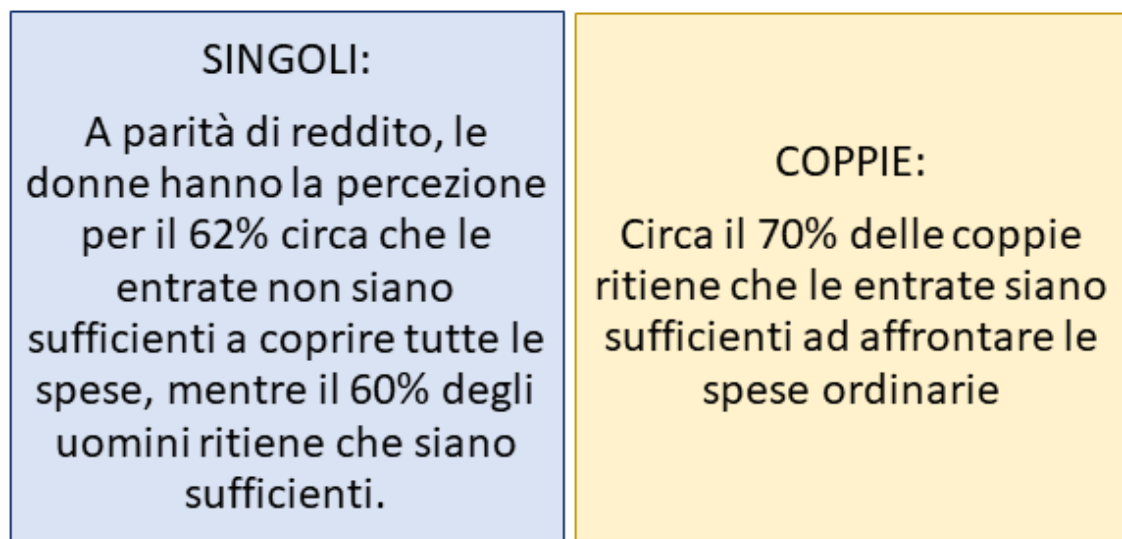 SINGOLI:
A parità di reddito, le
donne hanno la percezione
per il 62% circa che le
entrate non siano
sufficienti a coprire tutte le
spese, mentre il 60% degli
uomini ritiene che siano
sufficienti.
COPPIE:
Circa il 70% delle coppie
ritiene che le entrate siano
sufficienti ad affrontare le
spese ordinarie